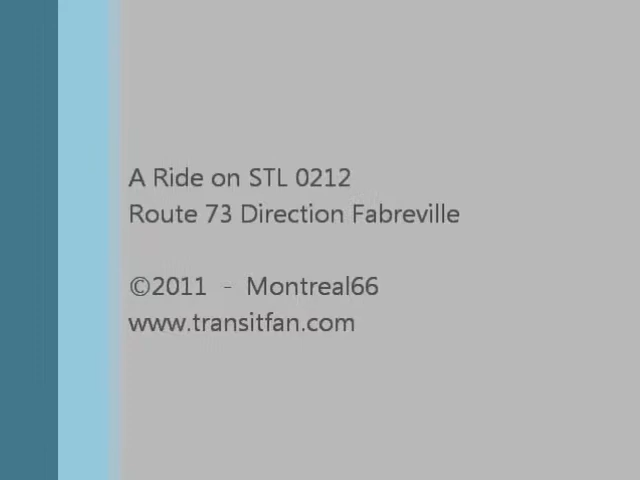 A Ride on STL 0212
Route 73 Direction Fabreville
©2011 - Montreal66
www.transitfan.com